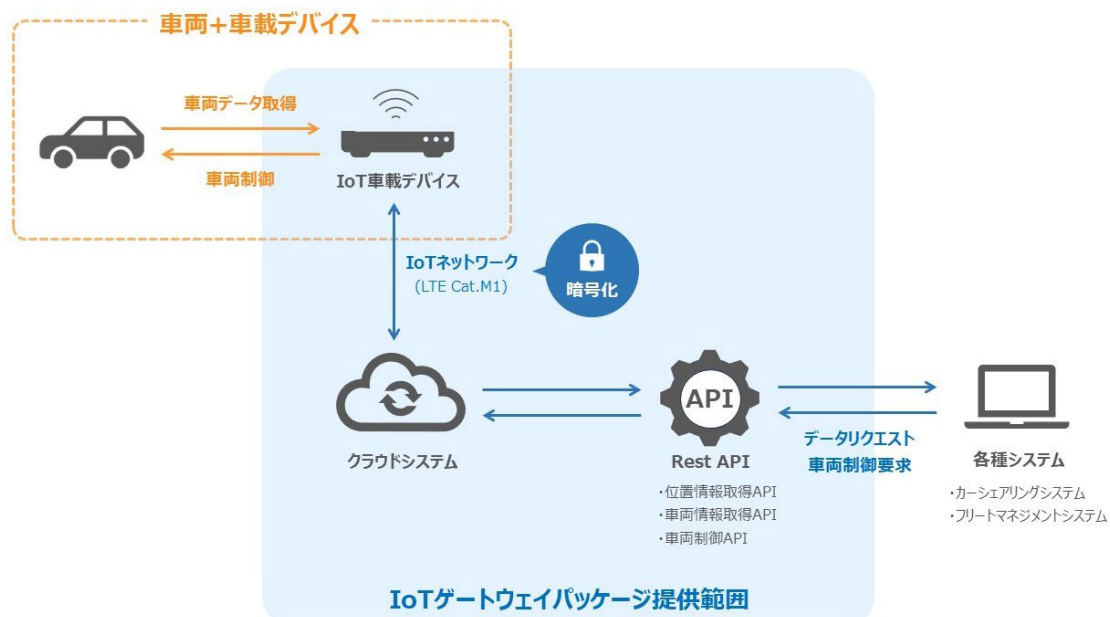 車両+車載デバイス
車両データ取得
車両制御
IoT車載デバイス
IoTネットワーク
(LTE Cat.M1)
暗号化
クラウドシステム
API
Rest API
・位置情報取得API
・車両情報取得API
・車両制御API
データリクエスト
車両制御要求
各種システム
・カーシェアリングシステム
・フリートマネジメントシステム
IoTゲートウェイパッケージ提供範囲